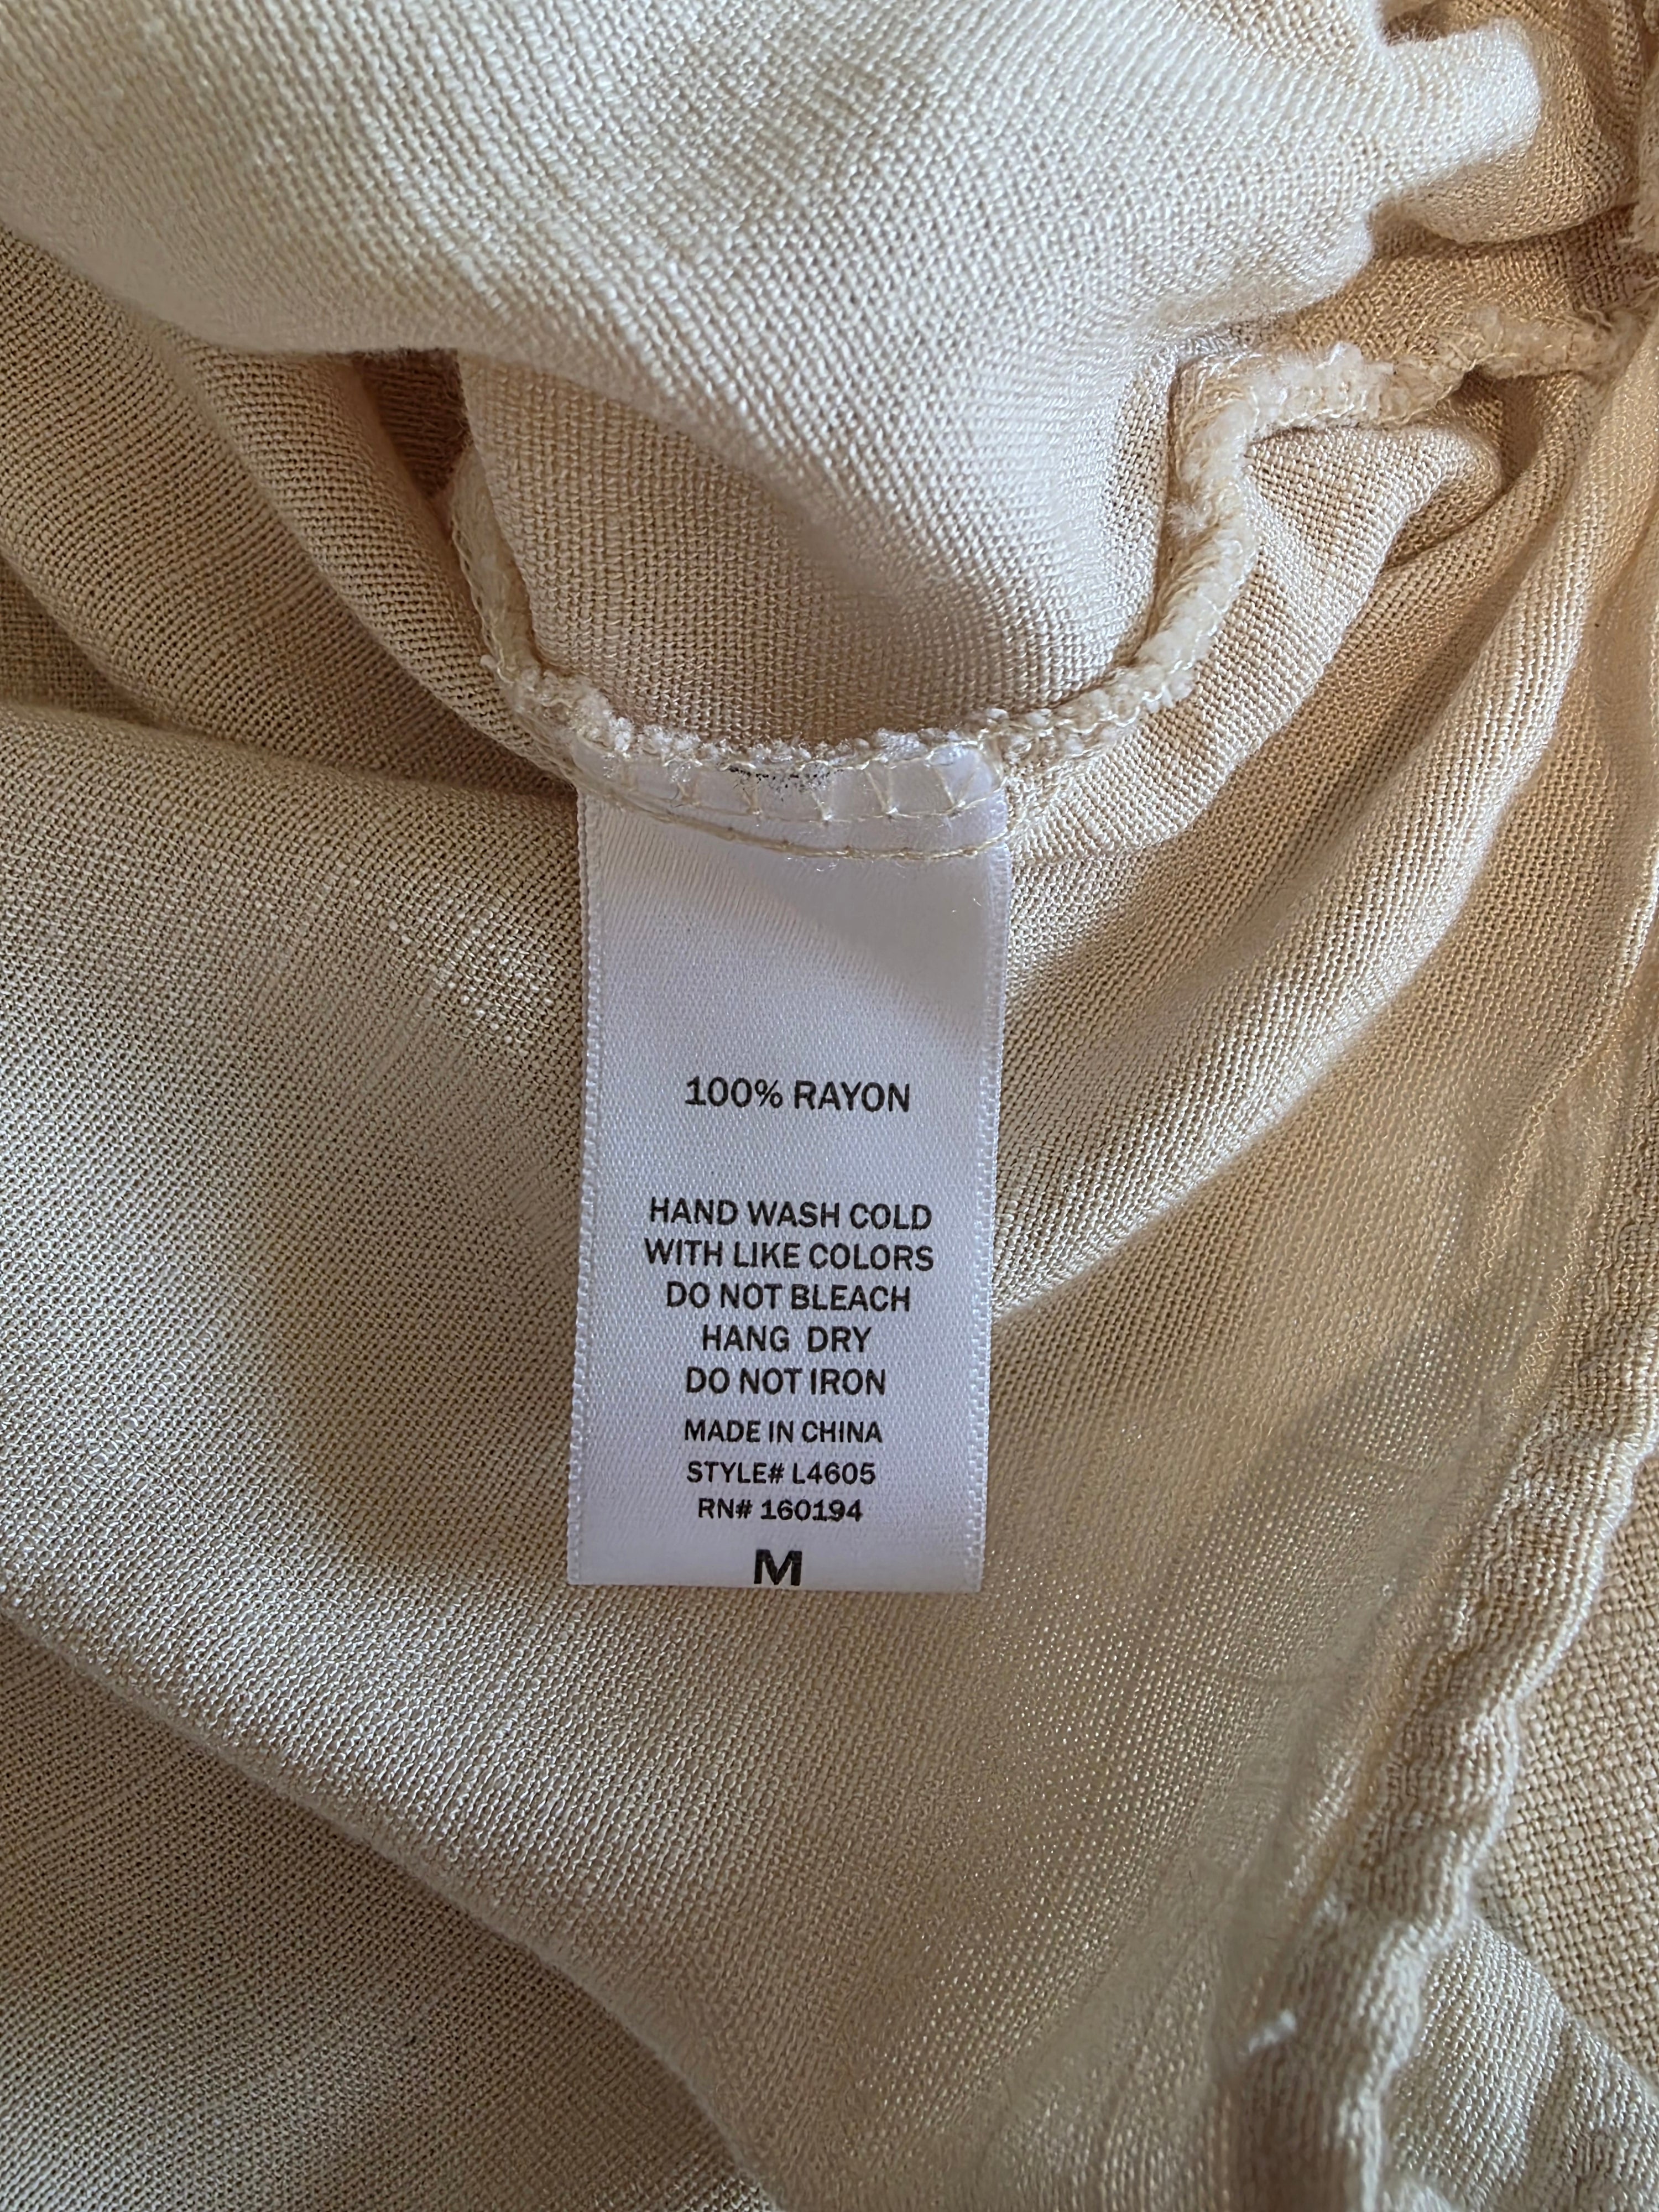 100% RAYON
HAND WASH COLD
WITH LIKE COLORS
DO NOT BLEACH
HANG DRY
DO NOT IRON
MADE IN CHINA
STYLE# L4605
RN# 160194
M